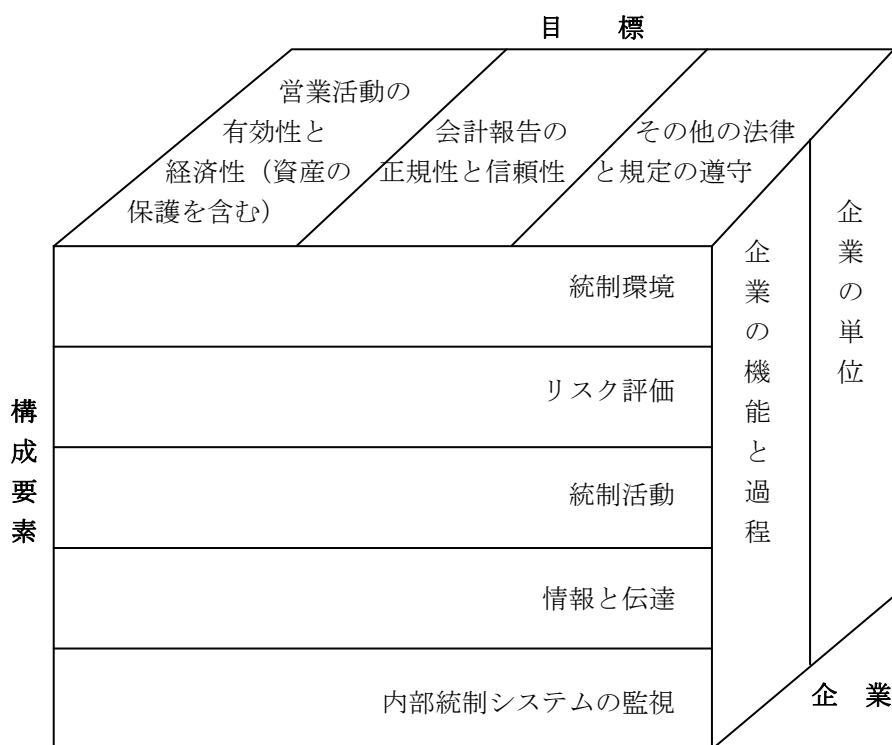 目　標
営業活動の
有効性と
経済性（資産の
保護を含む）
会計報告の
正規性と信頼性
その他の法律
と規定の遵守
構成要素
統制環境
リスク評価
統制活動
情報と伝達
内部統制システムの監視
企業の機能と過程
企業の単位
企　業